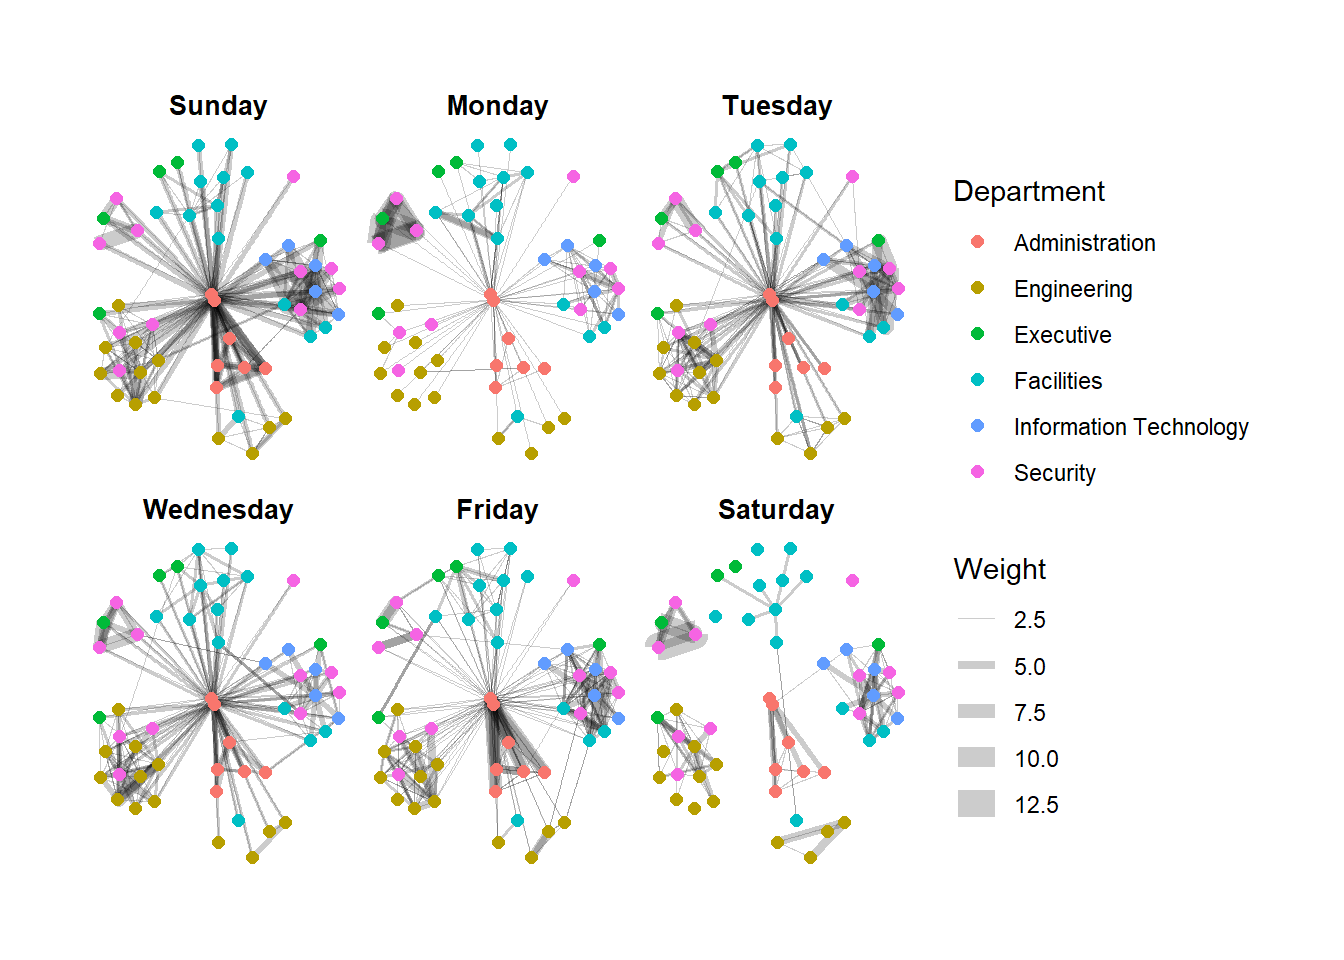 Sunday
Monday
Tuesday
Wednesday
Friday
Saturday
Department
Administration
Engineering
Executive
Facilities
Information Technology
Security
Weight
2.5
5.0
7.5
10.0
12.5